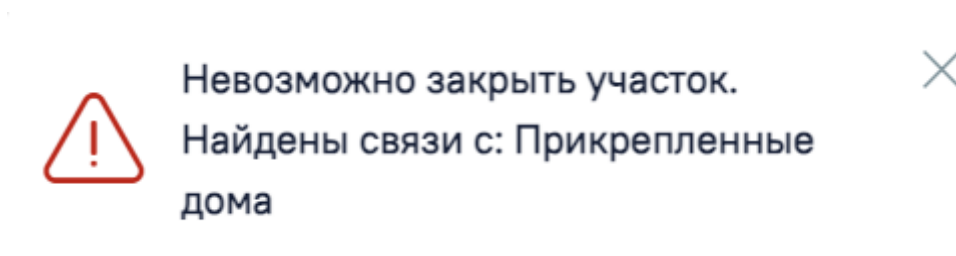 Невозможно закрыть участок.
Найдены связи с: Прикрепленные
дома